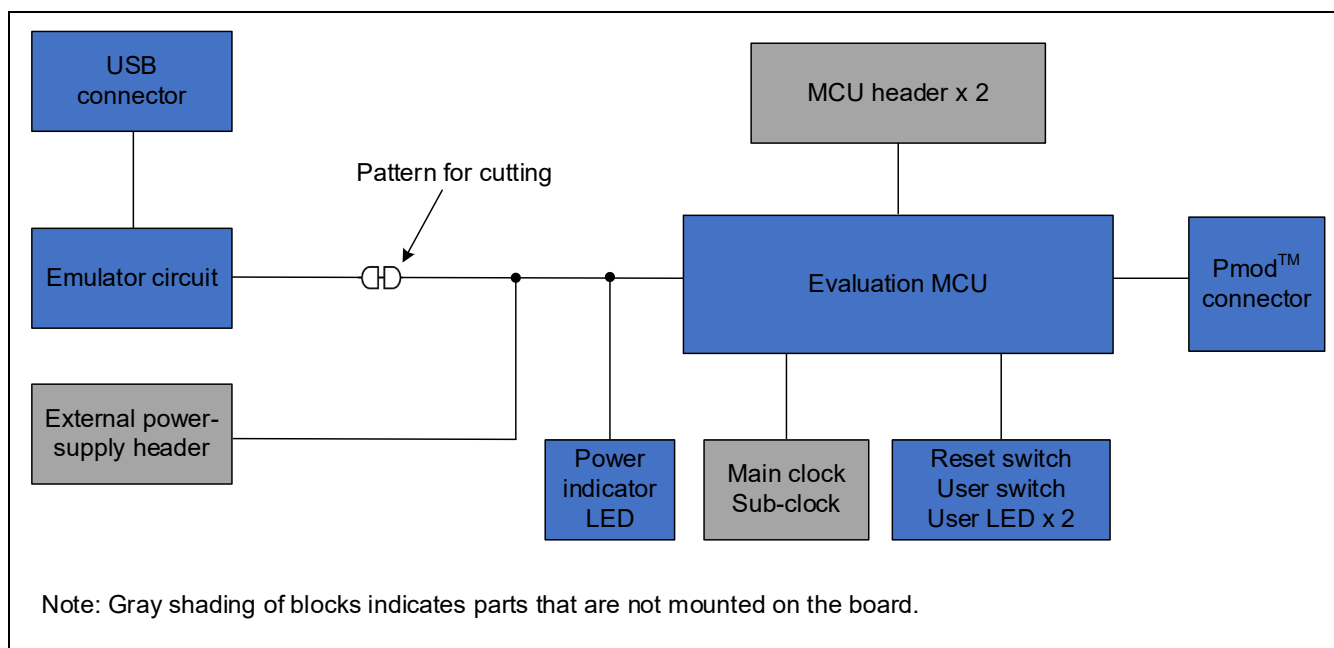 USB
connector
MCU header x 2
Pattern for cutting
Emulator circuit
Evaluation MCU
Pmod™
connector
External power-
supply header
Power
indicator
LED
Main clock
Sub-clock
Reset switch
User switch
User LED x 2
Note: Gray shading of blocks indicates parts that are not mounted on the board.